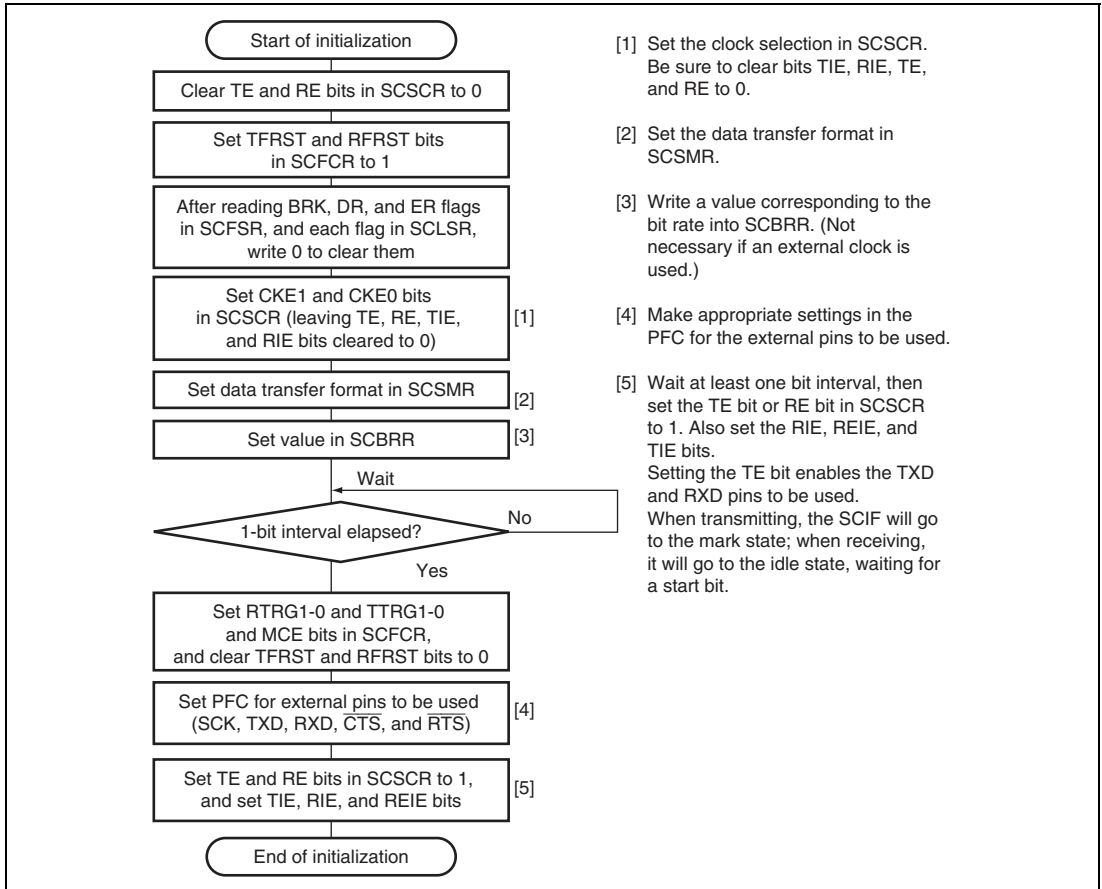 Start of initialization
Clear TE and RE bits in SCSCR to 0
Set TFRST and RFRST bits
in SCFCR to 1
After reading BRK, DR, and ER flags
in SCFSR, and each flag in SCLSR,
write 0 to clear them
Set CKE1 and CKE0 bits
in SCSCR (leaving TE, RE, TIE,
and RIE bits cleared to 0)
[1]
Set data transfer format in SCSMR
[2]
Set value in SCBRR
[3]
Wait
1-bit interval elapsed?
No
Yes
Set RTRG1-0 and TTRG1-0
and MCE bits in SCFCR,
and clear TFRST and RFRST bits to 0
Set PFC for external pins to be used
(SCK, TXD, RXD, CTS, and RTS)
[4]
Set TE and RE bits in SCSCR to 1,
and set TIE, RIE, and REIE bits
[5]
End of initialization
[1] Set the clock selection in SCSCR.
Be sure to clear bits TIE, RIE, TE,
and RE to 0.
[2] Set the data transfer format in
SCSMR.
[3] Write a value corresponding to the
bit rate into SCBRR. (Not
necessary if an external clock is
used.)
[4] Make appropriate settings in the
PFC for the external pins to be used.
[5] Wait at least one bit interval, then
set the TE bit or RE bit in SCSCR
to 1. Also set the RIE, REIE, and
TIE bits.
Setting the TE bit enables the TXD
and RXD pins to be used.
When transmitting, the SCIF will go
to the mark state; when receiving,
it will go to the idle state, waiting for
a start bit.